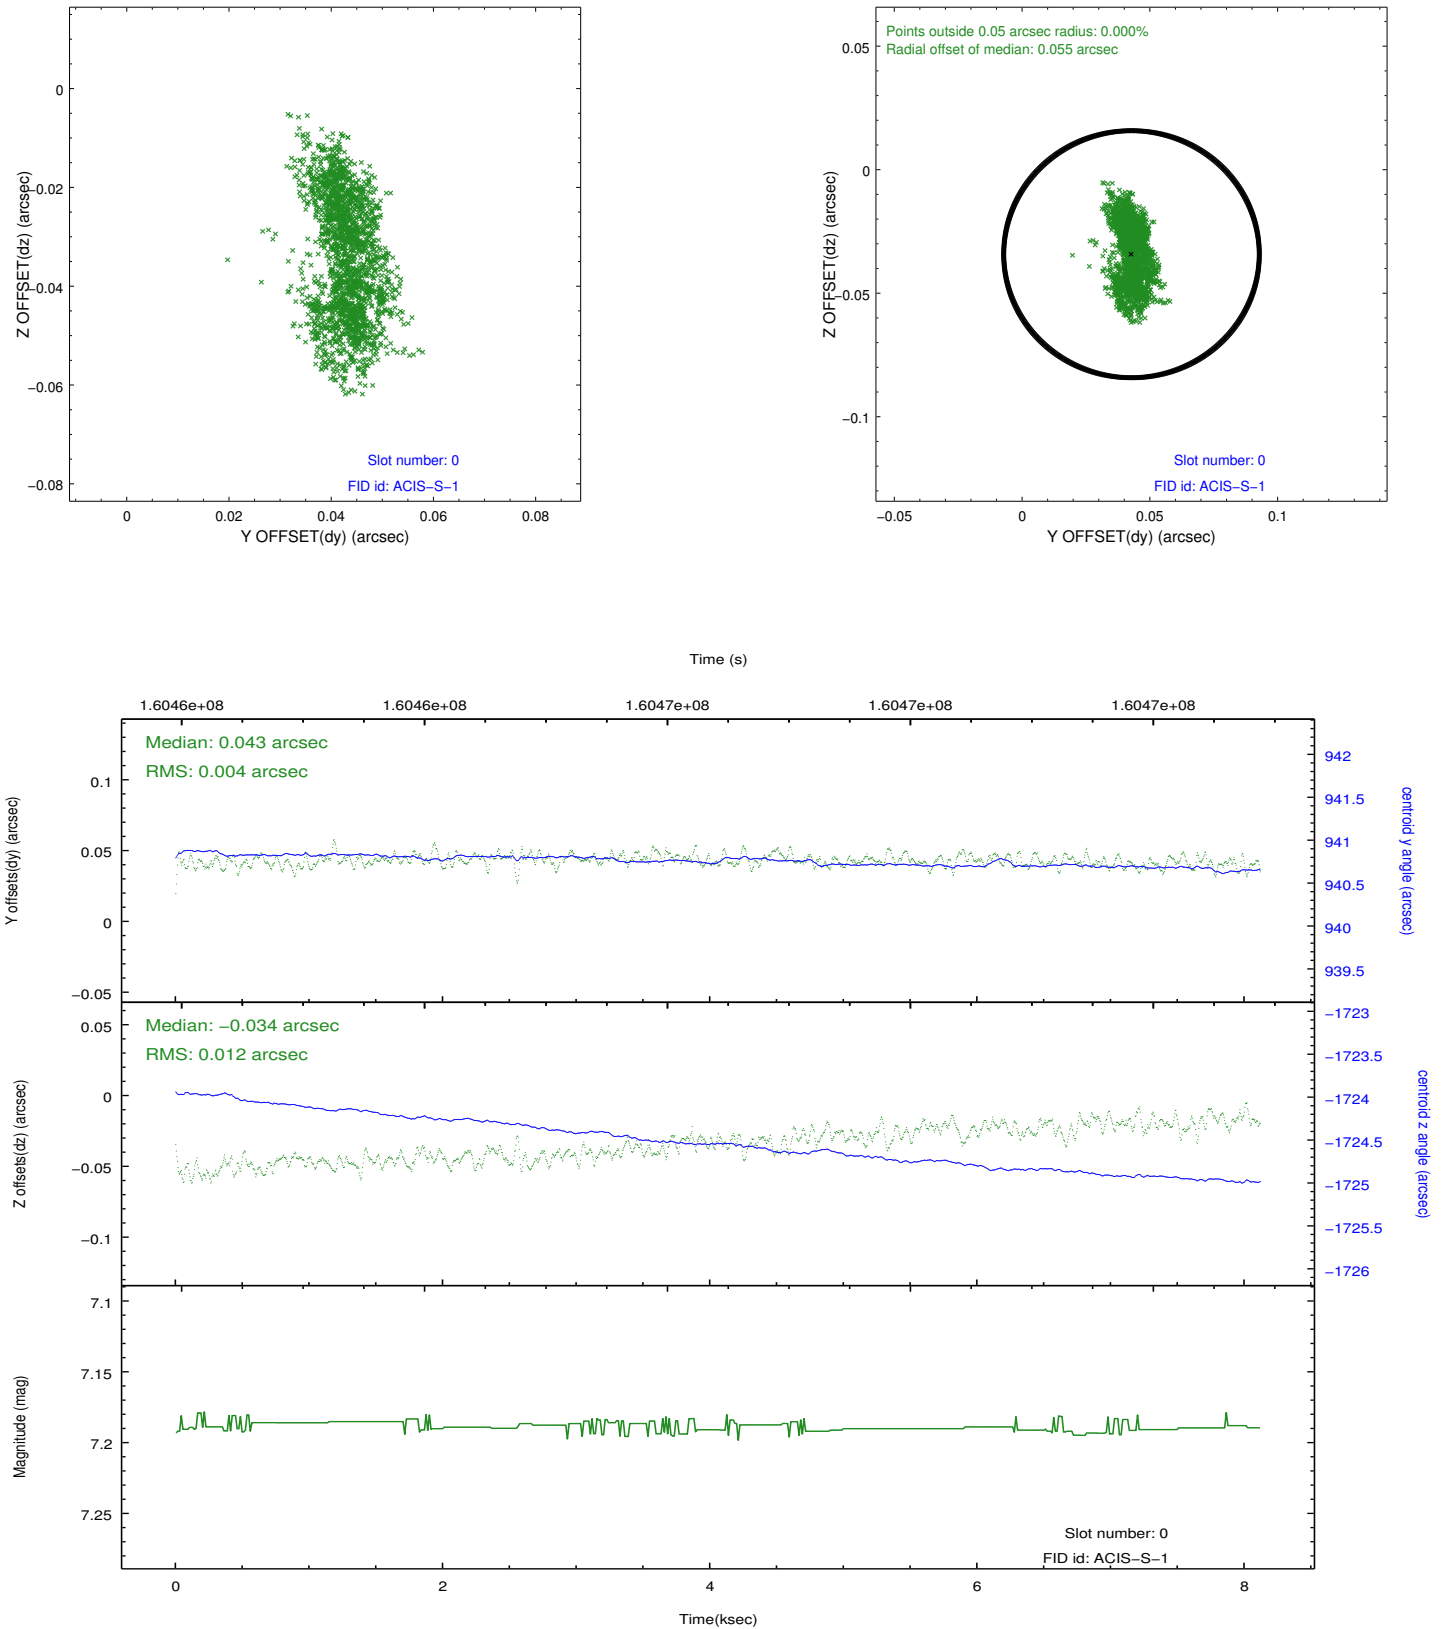 0
−0.02
−0.04
−0.06
−0.08
Z OFFSET(dz) (arcsec)
0
0.02
0.04
0.06
0.08
Y OFFSET(dy) (arcsec)
Slot number: 0
FID id: ACIS−S−1
Points outside 0.05 arcsec radius: 0.000%
Radial offset of median: 0.055 arcsec
0.05
0
−0.05
−0.1
Z OFFSET(dz) (arcsec)
Slot number: 0
FID id: ACIS−S−1
−0.05
0
0.05
0.1
Y OFFSET(dy) (arcsec)
Time (s)
1.6046e+08
1.6046e+08
1.6047e+08
1.6047e+08
1.6047e+08
Median: 0.043 arcsec
RMS: 0.004 arcsec
0.1
0.05
0
−0.05
Y offsets(dy) (arcsec)
942
941.5
941
940.5
940
939.5
centroid y angle (arcsec)
Median: −0.034 arcsec
RMS: 0.012 arcsec
0.05
0
−0.05
−0.1
Z offsets(dz) (arcsec)
−1723
−1723.5
−1724
−1724.5
−1725
−1725.5
−1726
centroid z angle (arcsec)
7.1
7.15
7.2
7.25
Magnitude (mag)
Slot number: 0
FID id: ACIS−S−1
0
2
4
6
8
Time(ksec)